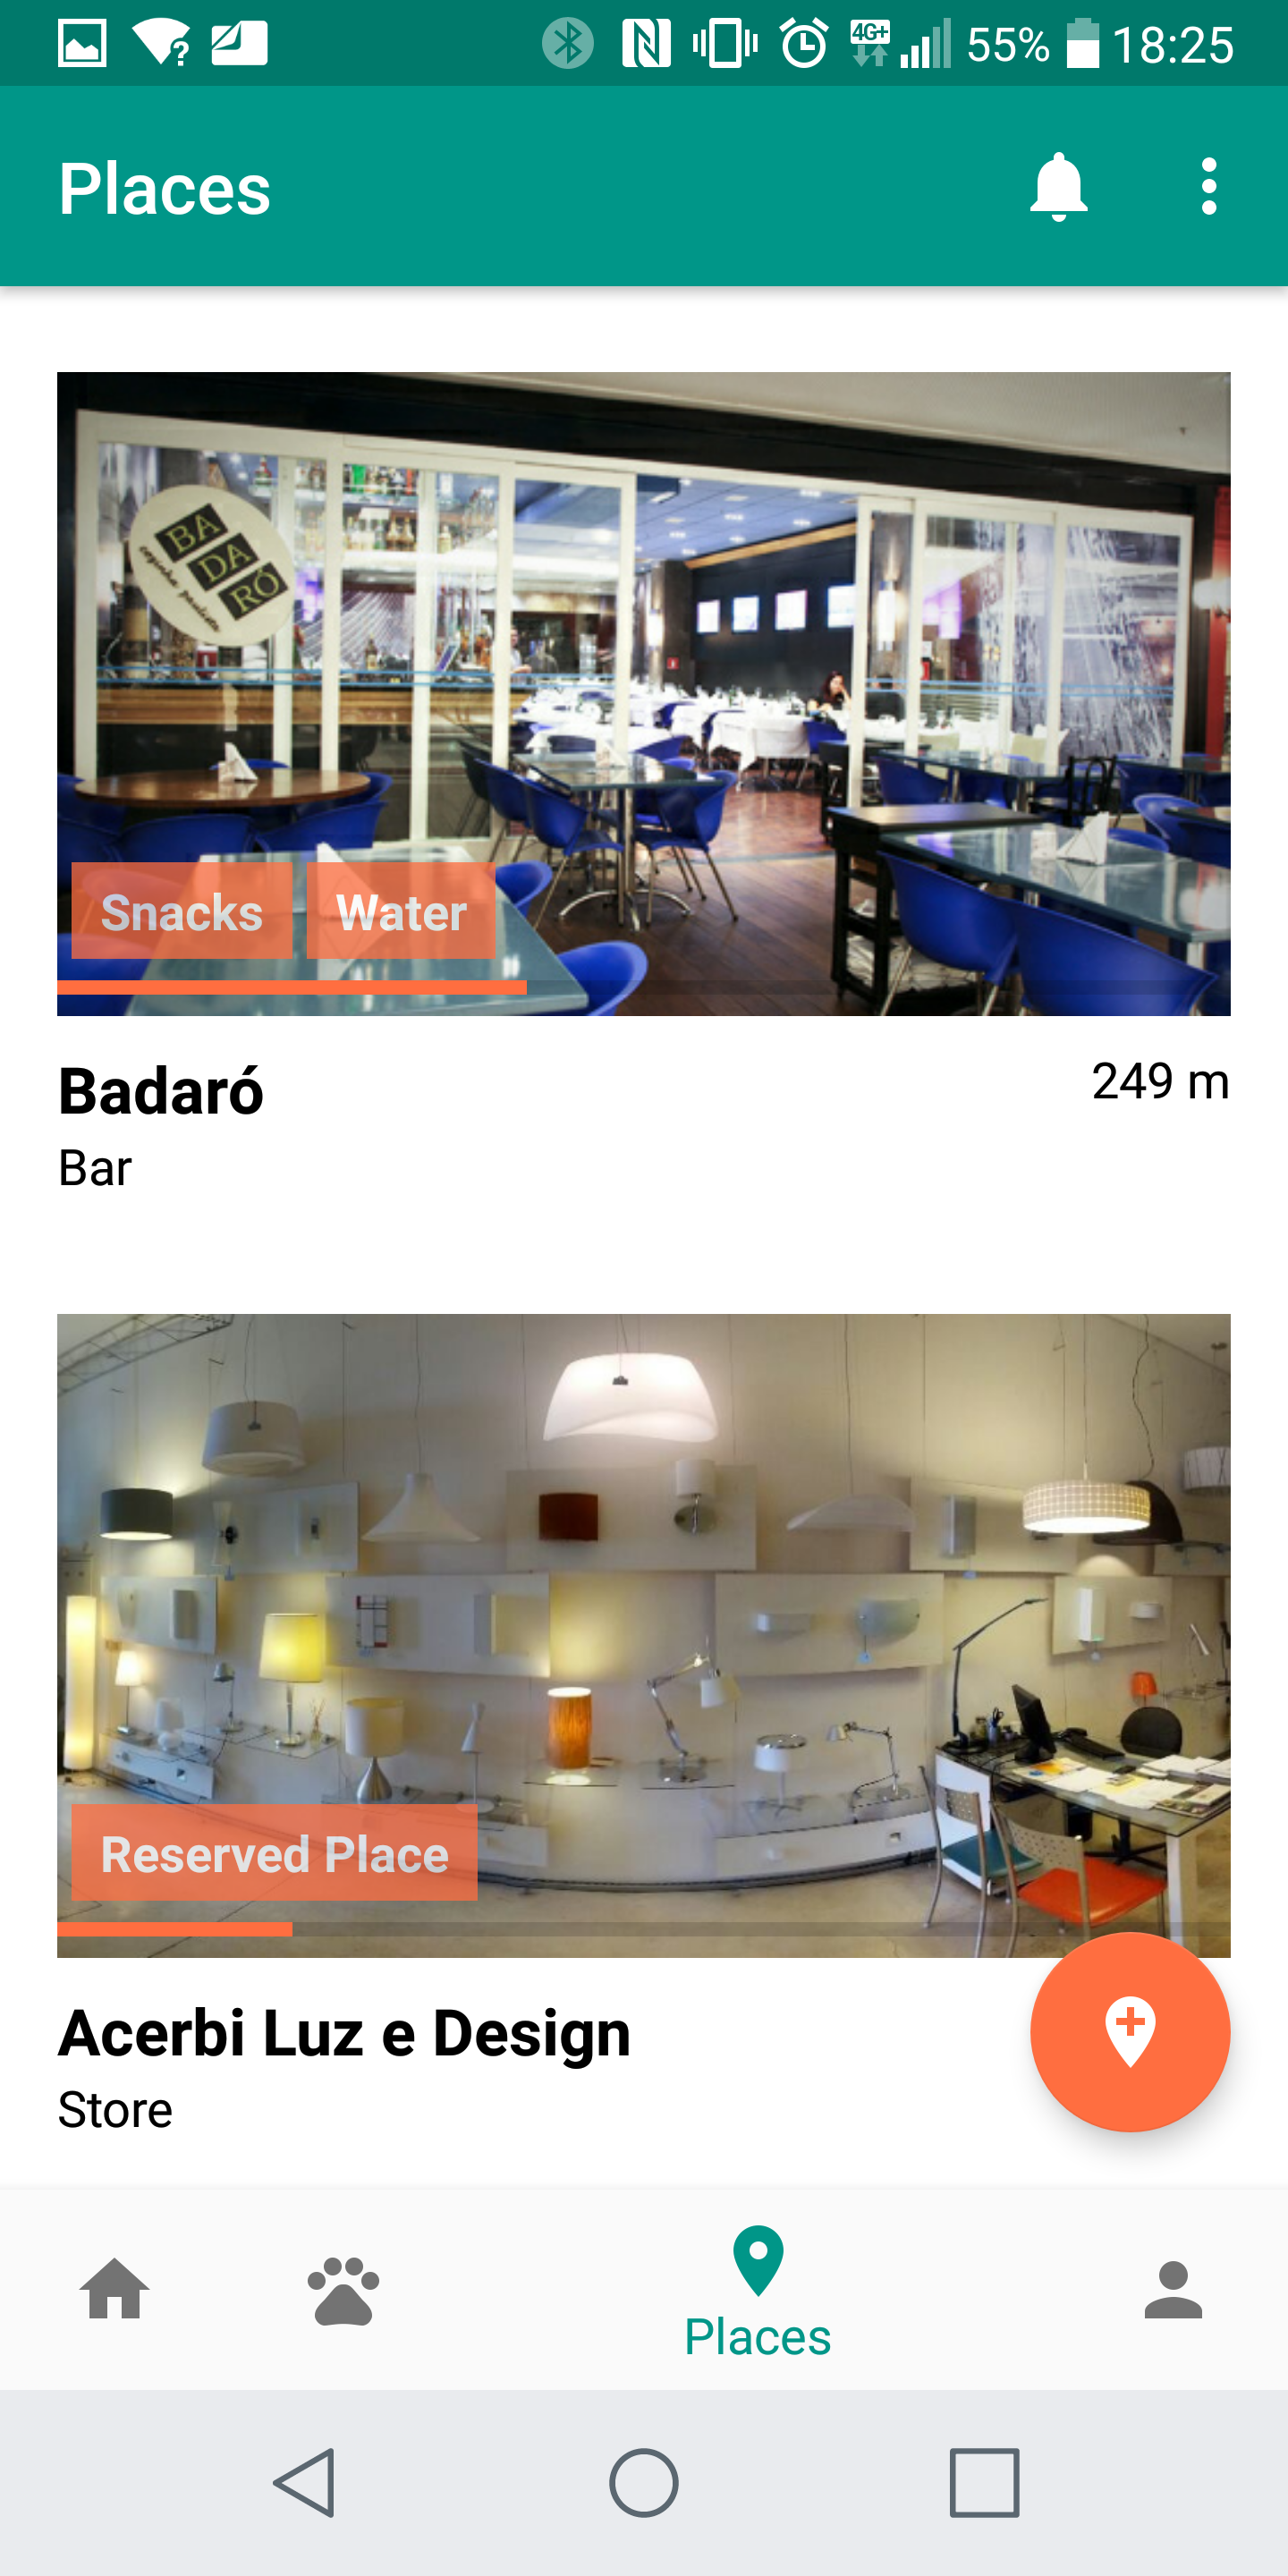 4G+ 55% 18:25
Places
BA
DA
RÓ
Snacks Water
Badaró 249 m
Bar
Reserved Place
Acerbi Luz e Design
Store
Places